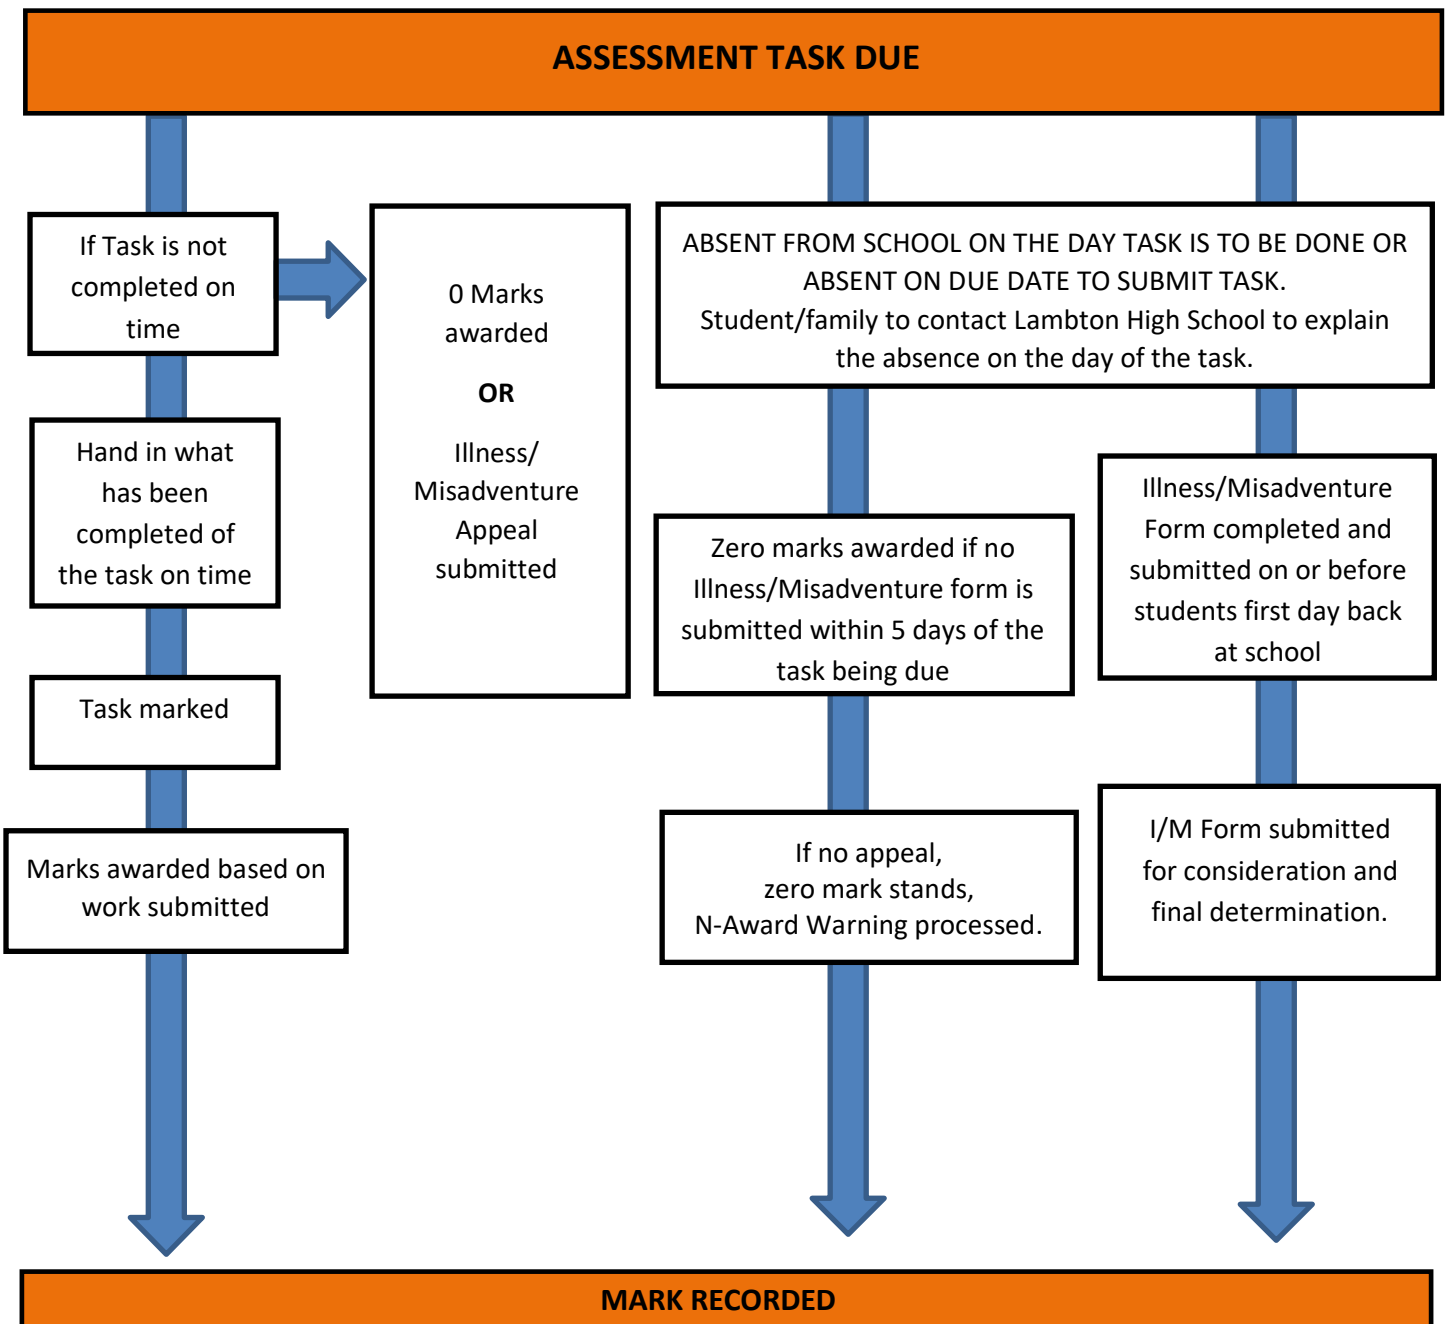 ASSESSMENT TASK DUE
If Task is not
completed on
time
0 Marks
awarded
OR
Illness/
Misadventure
Appeal
submitted
ABSENT FROM SCHOOL ON THE DAY TASK IS TO BE DONE OR
ABSENT ON DUE DATE TO SUBMIT TASK.
Student/family to contact Lambton High School to explain
the absence on the day of the task.
Hand in what
has been
completed of
the task on time
Zero marks awarded if no
Illness/Misadventure form is
submitted within 5 days of the
task being due
Illness/Misadventure
Form completed and
submitted on or before
students first day back
at school
Task marked
Marks awarded based on
work submitted
If no appeal,
zero mark stands,
N-Award Warning processed.
I/M Form submitted
for consideration and
final determination.
MARK RECORDED